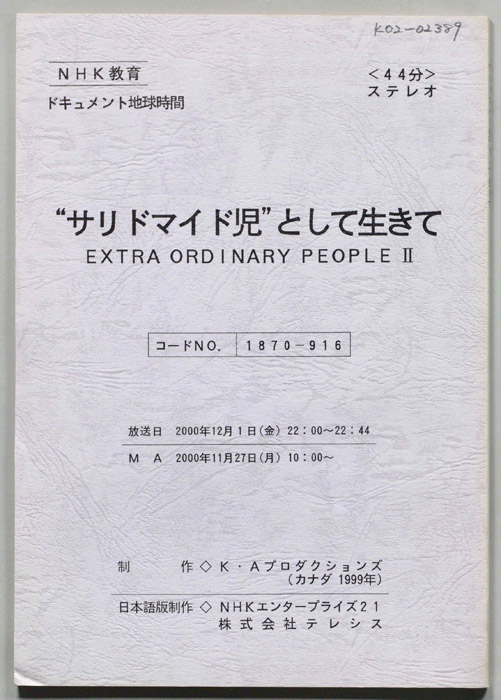 K02-02389
NHK教育
<44分>
ステレオ
ドキュメント地球時間
“サリドマイド児”として生きて
EXTRA ORDINARY PEOPLE Ⅱ
コードNO. 1870-916
放送日 2000年12月1日(金) 22:00~22:44
MA 2000年11月27日(月) 10:00~
制作◇K・Aプロダクションズ
(カナダ 1999年)
日本語版制作◇NHKエンタープライズ21
株式会社テレシス